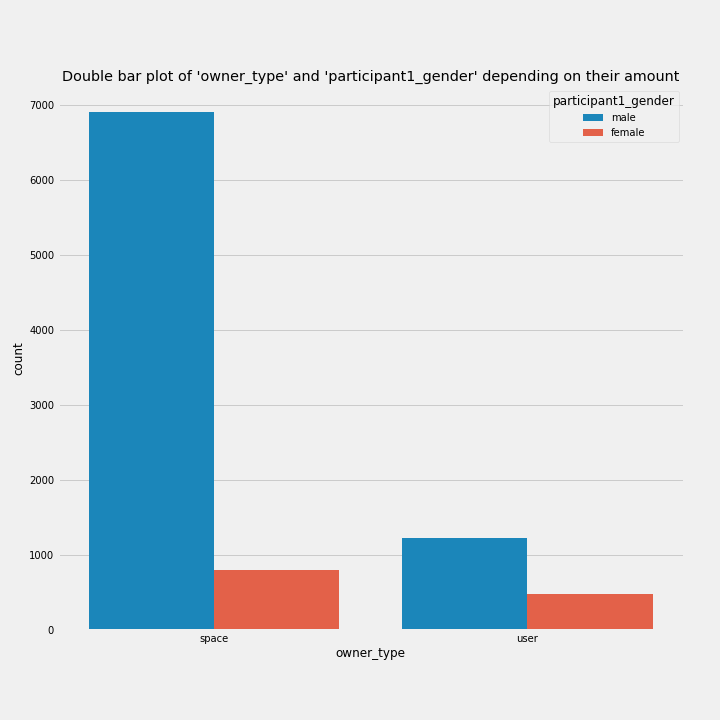 Double bar plot of 'owner_type' and 'participant1_gender' depending on their amount
participant1_gender
male
female
7000
6000
5000
4000
3000
2000
1000
0
count
space
user
owner_type